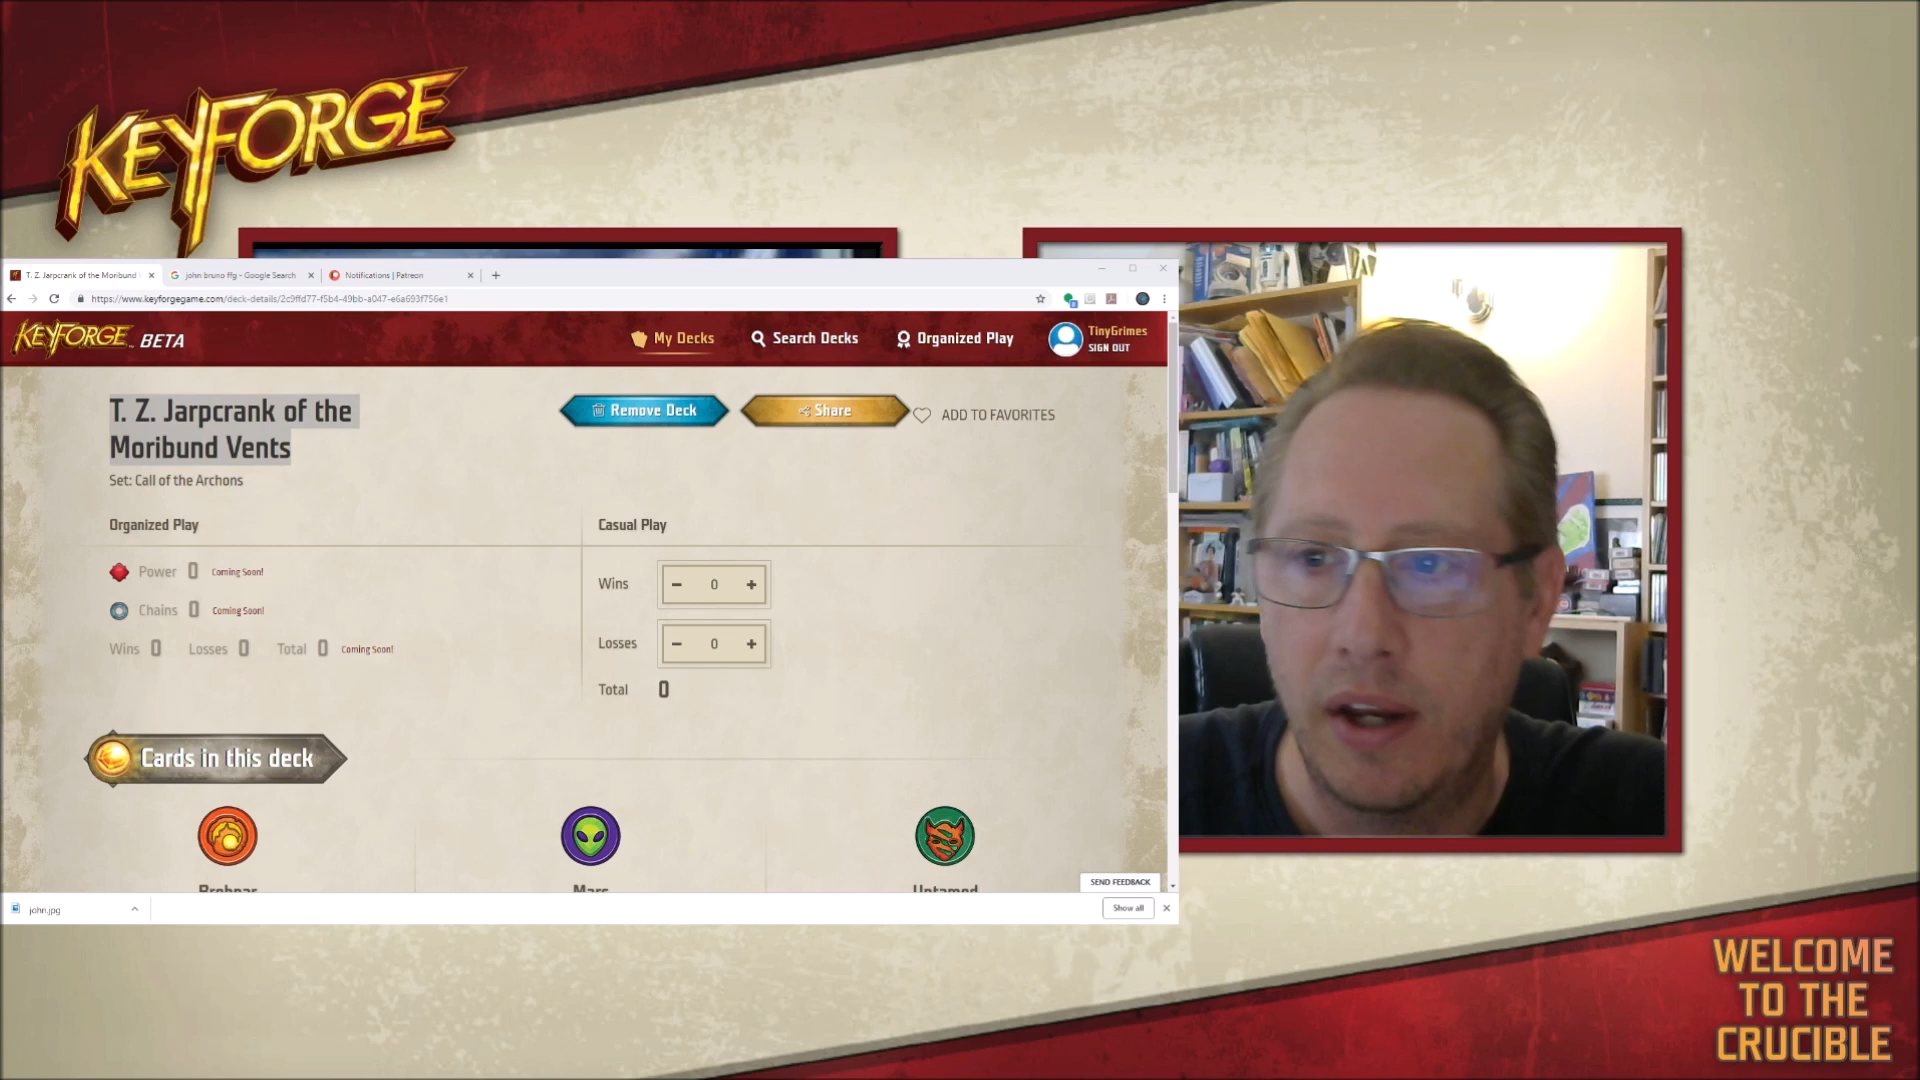 KEYFORGE
T. Z. Jarpcrank of the Moribund
john bruno ffg - Google Search
Notifications | Patreon
https://www.keyforgegame.com/deck-details/2c9ffd77-f5b4-49bb-a047-e6a693f756e1
KEYFORGE BETA
My Decks
Search Decks
Organized Play
TinyGrimes
SIGN OUT
T. Z. Jarpcrank of the
Moribund Vents
Remove Deck
Share
ADD TO FAVORITES
Set: Call of the Archons
Organized Play
Casual Play
Power 0 Coming Soon!
Wins - 0 +
Chains 0 Coming Soon!
Wins 0 Losses 0 Total 0 Coming Soon!
Losses - 0 +
Total 0
Cards in this deck
Brobnar
Mars
Untamed
SEND FEEDBACK
john.jpg
Show all
WELCOME
TO THE
CRUCIBLE